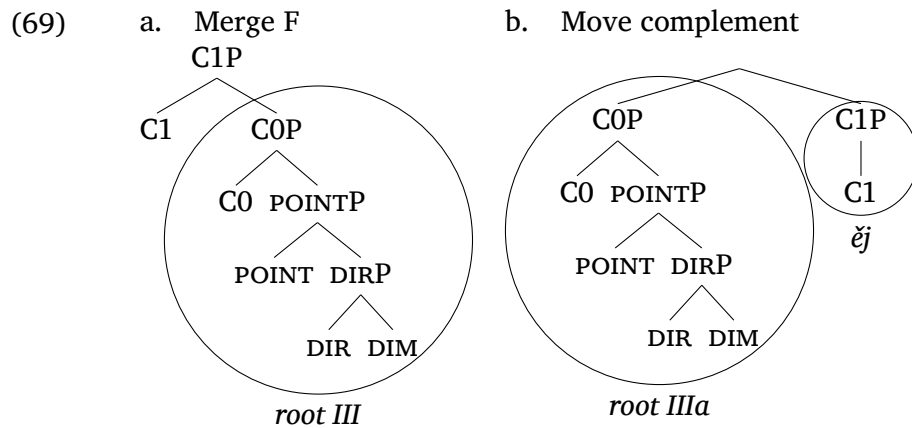 (69) a. Merge F b. Move complement
C1P
C1 C0P C0P C1P
C0 POINTP C0 POINTP C1
POINT DIRP POINT DIRP ěj
DIR DIM DIR DIM
root III root IIIa